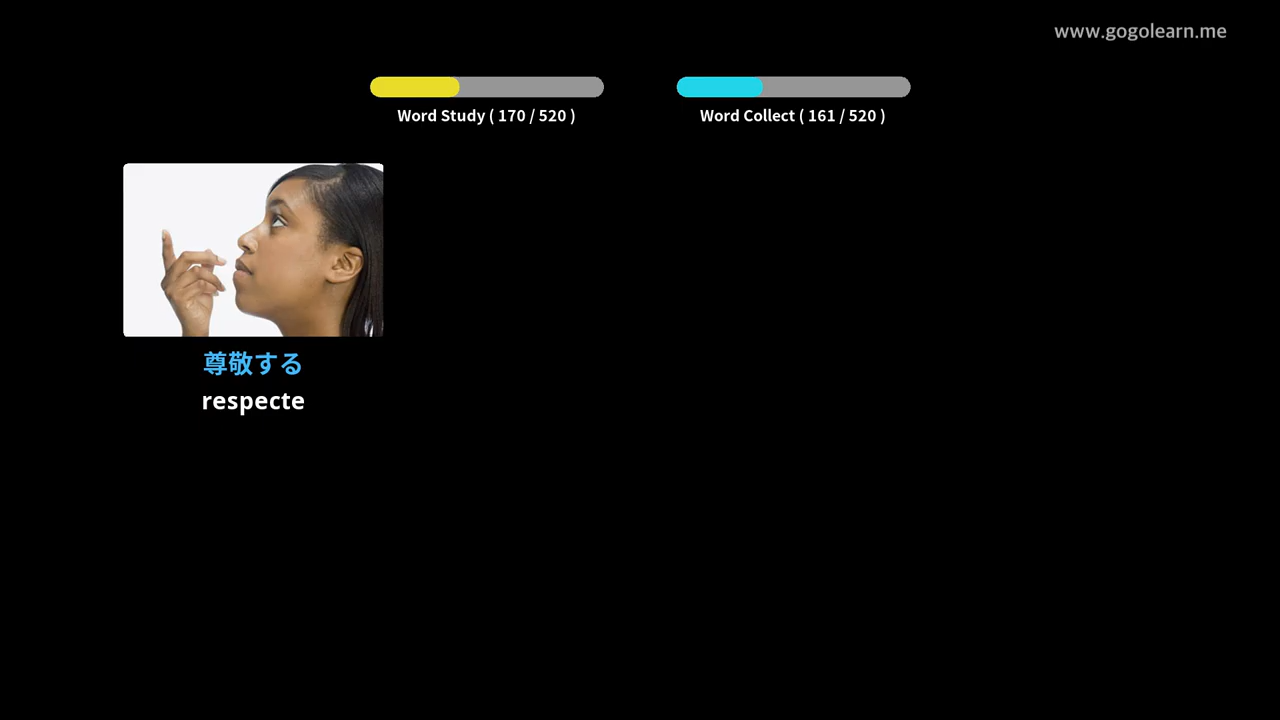 www.gogolearn.me
Word Study ( 170 / 520 )
Word Collect ( 161 / 520 )
尊敬する
respecte